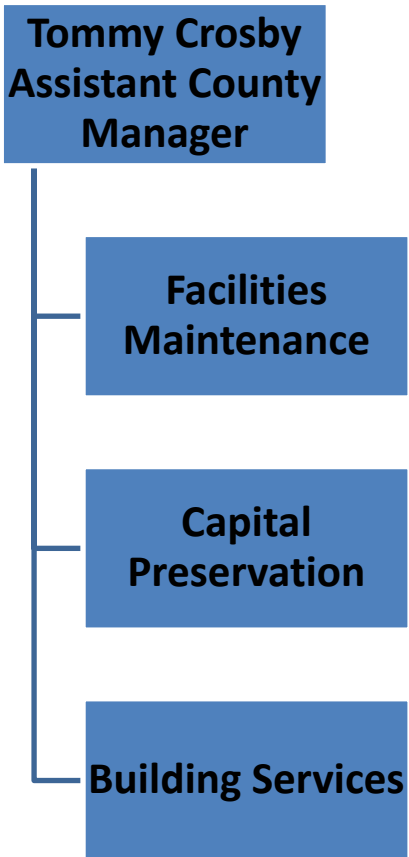 Tommy Crosby
Assistant County
Manager
Facilities
Maintenance
Capital
Preservation
Building Services